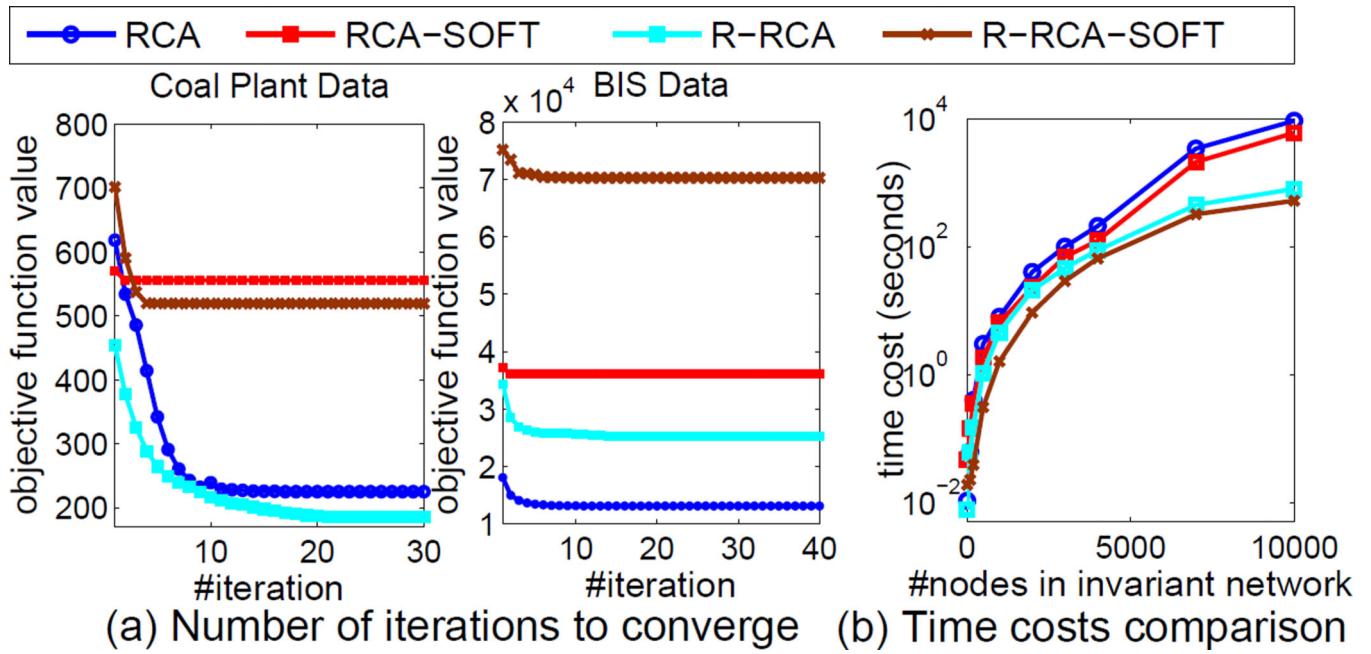 RCA RCA-SOFT R-RCA R-RCA-SOFT
Coal Plant Data
objective function value
800
700
600
500
400
300
200
10 20 30
#iteration
BIS Data
x 10^4
objective function value
8
7
6
5
4
3
2
1
10 20 30 40
#iteration
(a) Number of iterations to converge
time cost (seconds)
10^4
10^2
10^0
10^-2
0 5000 10000
#nodes in invariant network
(b) Time costs comparison